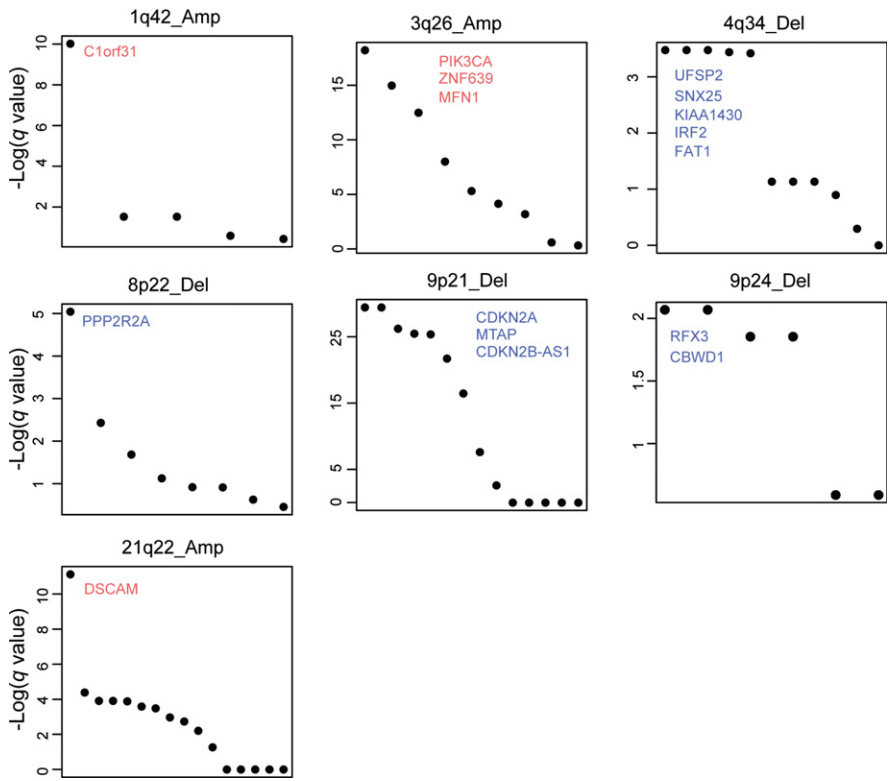 1q42_Amp
C1orf31
10
8
6
4
2
-Log(q value)
3q26_Amp
PIK3CA
ZNF639
MFN1
15
10
5
0
4q34_Del
UFSP2
SNX25
KIAA1430
IRF2
FAT1
3
2
1
0
8p22_Del
PPP2R2A
5
4
3
2
1
-Log(q value)
9p21_Del
CDKN2A
MTAP
CDKN2B-AS1
25
15
5
0
9p24_Del
RFX3
CBWD1
2
1.5
1
21q22_Amp
DSCAM
10
8
6
4
2
0
-Log(q value)